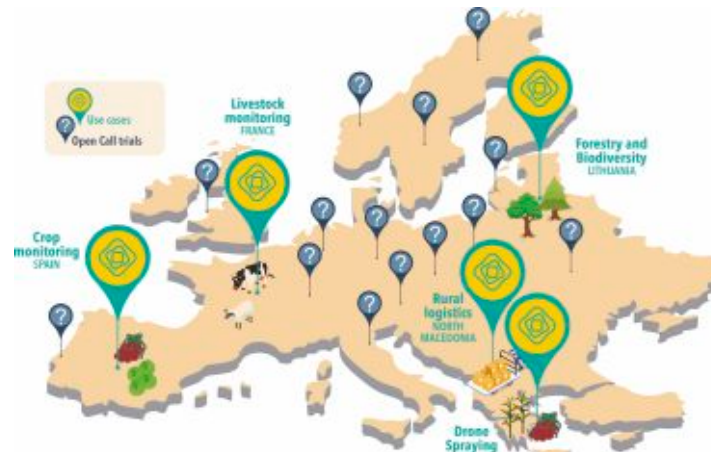 Use cases
? Open Call trials
Livestock
monitoring
FRANCE
Forestry and
Biodiversity
LITHUANIA
Crop
monitoring
SPAIN
Rural
logistics
NORTH
MACEDONIA
Drone
Spraying
?
?
?
?
?
?
?
?
?
?
?
?
?